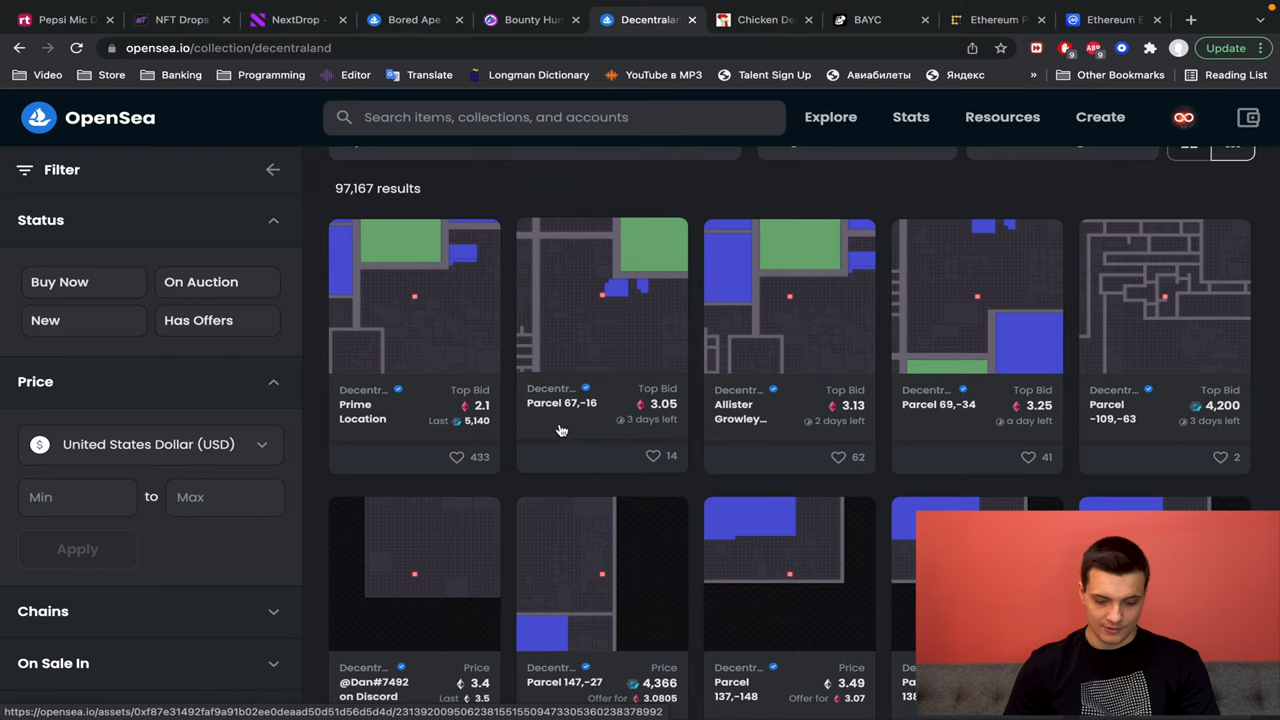 Pepsi Mic D
NFT Drops
NextDrop -
Bored Ape
Bounty Hun
Decentralan
Chicken De
BAYC
Ethereum P
Ethereum E
opensea.io/collection/decentraland
Update
9
9
Video
Store
Banking
Programming
Editor
Translate
Longman Dictionary
YouTube в MP3
Talent Sign Up
Авиабилеты
Яндекс
»
Other Bookmarks
Reading List
OpenSea
Search items, collections, and accounts
Explore
Stats
Resources
Create
Filter
97,167 results
Status
Buy Now
On Auction
New
Has Offers
Price
United States Dollar (USD)
Min
to
Max
Apply
Chains
On Sale In
Decentr...
Top Bid
Prime
Location
2.1
Last 5,140
433
Decentr...
Top Bid
Parcel 67,-16
3.05
3 days left
14
Decentr...
Top Bid
Allister
Growley...
3.13
2 days left
62
Decentr...
Top Bid
Parcel 69,-34
3.25
a day left
41
Decentr...
Top Bid
Parcel
-109,-63
4,200
3 days left
2
Decentr...
Price
@Dan#7492
on Discord
3.4
Last 3.5
Decentr...
Price
Parcel 147,-27
4,366
Offer for 3.0805
Decentr...
Price
Parcel
137,-148
3.49
Offer for 3.07
Decentr...